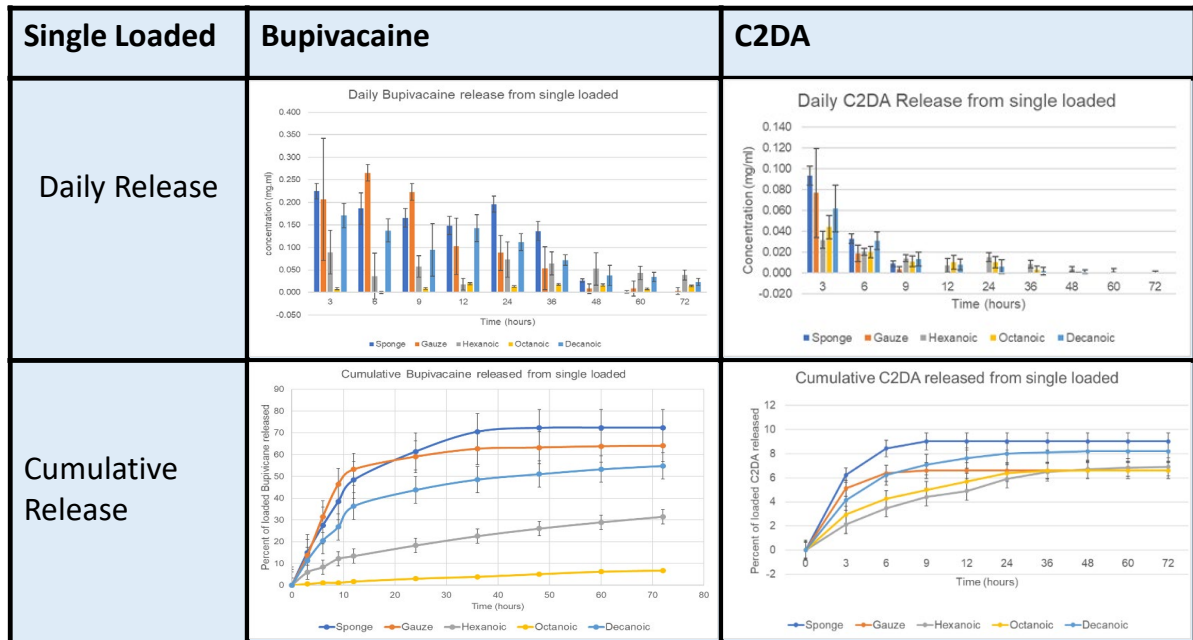 Single Loaded
Bupivacaine
C2DA
Daily Release
Daily Bupivacaine release from single loaded
concentration (mg.ml)
0.400
0.350
0.300
0.250
0.200
0.150
0.100
0.050
0.000
-0.050
3 6 9 12 24 36 48 60 72
Time (hours)
Sponge Gauze Hexanoic Octanoic Decanoic
Daily C2DA Release from single loaded
Concentration (mg/ml)
0.140
0.120
0.100
0.080
0.060
0.040
0.020
0.000
-0.020
3 6 9 12 24 36 48 60 72
Time (hours)
Sponge Gauze Hexanoic Octanoic Decanoic
Cumulative
Release
Cumulative Bupivacaine released from single loaded
Percent of loaded Bupivicane released
90
80
70
60
50
40
30
20
10
0
0 10 20 30 40 50 60 70 80
Time (hours)
Sponge Gauze Hexanoic Octanoic Decanoic
Cumulative C2DA released from single loaded
Percent of loaded C2DA released
12
10
8
6
4
2
0
-2
0 3 6 9 12 24 36 48 60 72
Time (hours)
Sponge Gauze Hexanoic Octanoic Decanoic